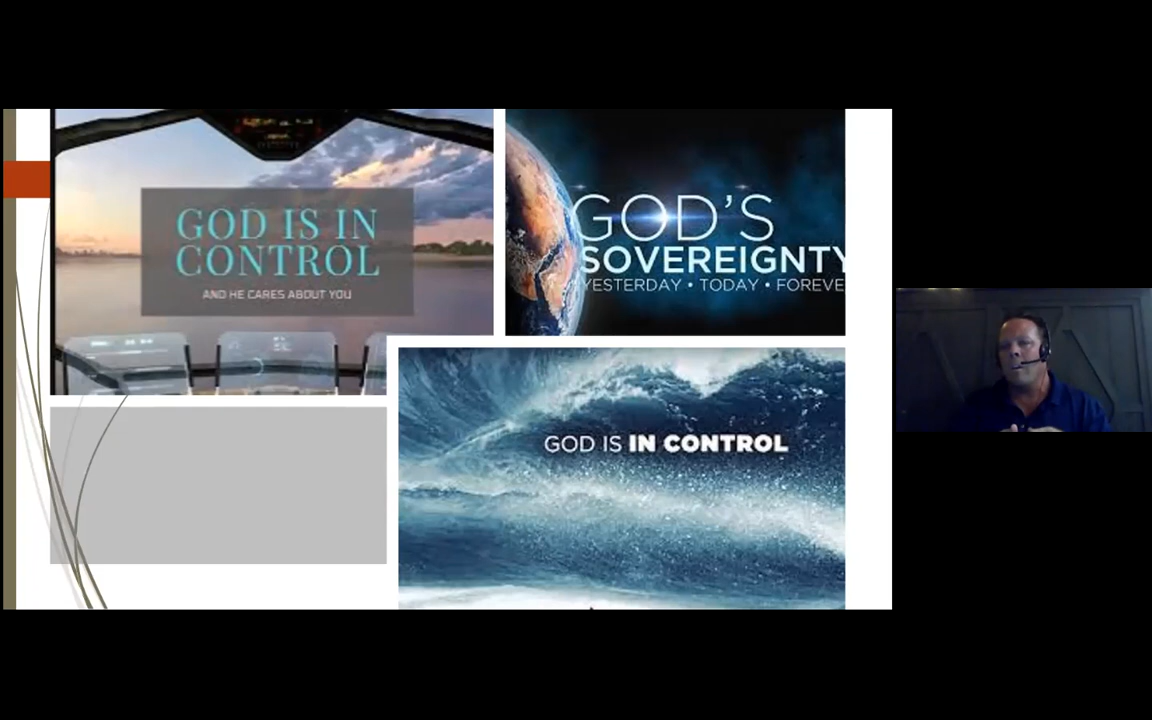 GOD IS IN
CONTROL
AND HE CARES ABOUT YOU
GOD'S
SOVEREIGNTY
YESTERDAY • TODAY • FOREVE
GOD IS IN CONTROL